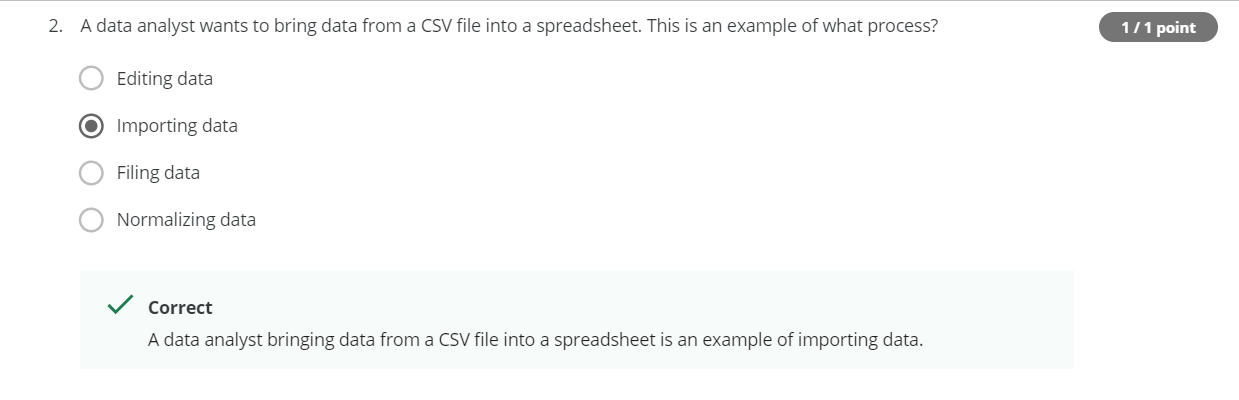 2. A data analyst wants to bring data from a CSV file into a spreadsheet. This is an example of what process?
1 / 1 point
Editing data
Importing data
Filing data
Normalizing data
Correct
A data analyst bringing data from a CSV file into a spreadsheet is an example of importing data.